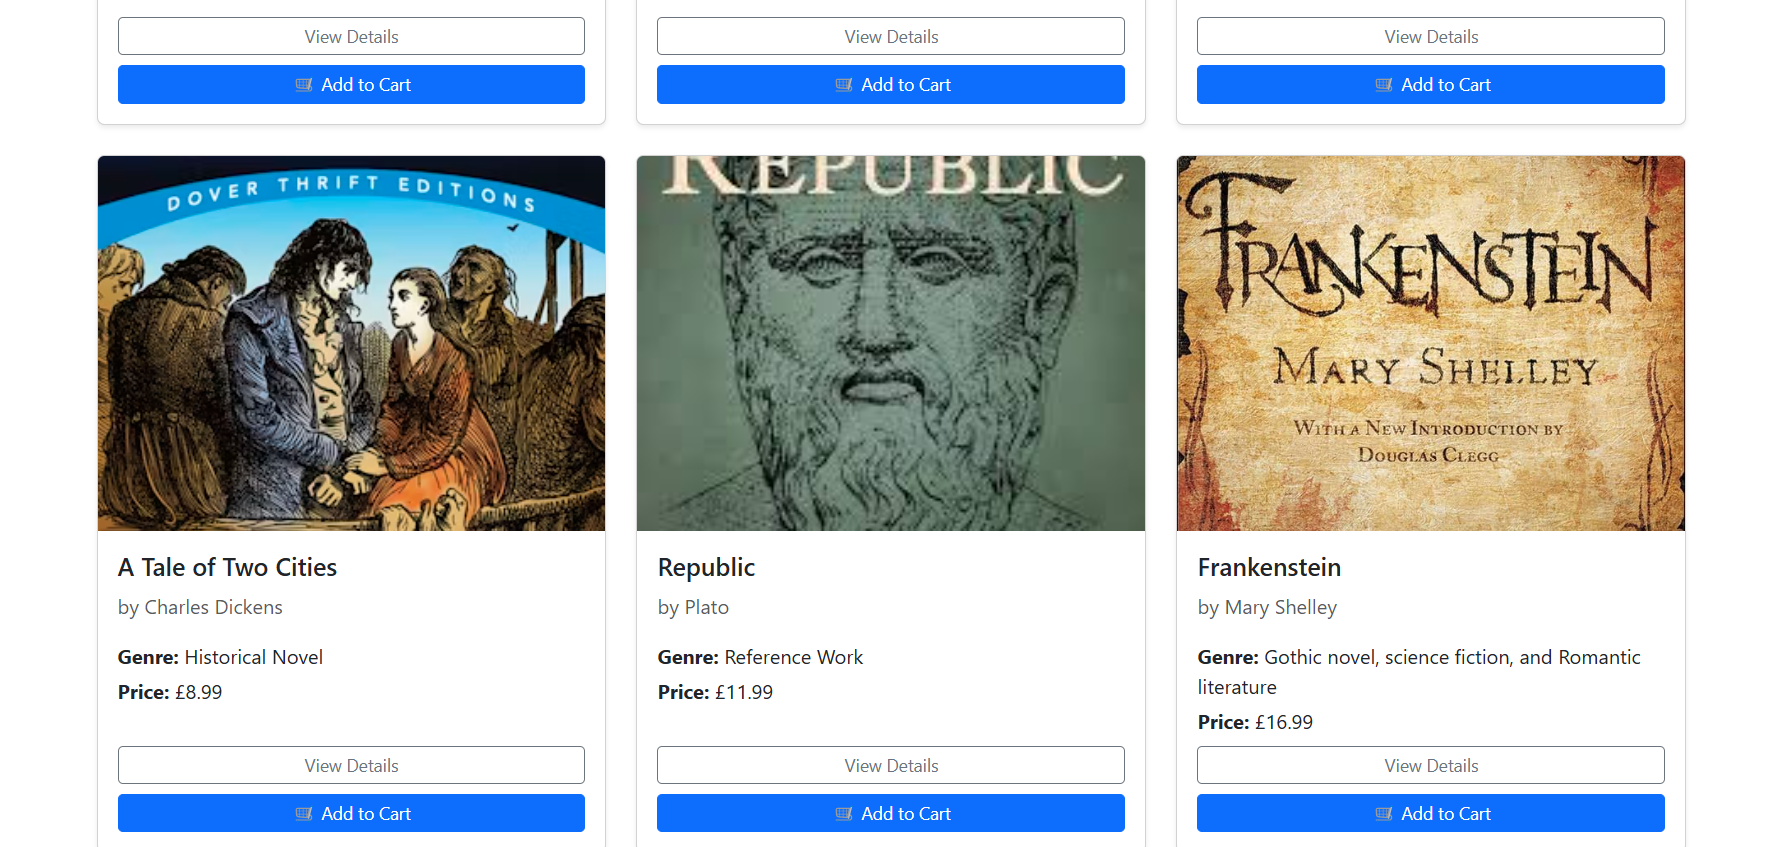 View Details
View Details
View Details
Add to Cart
Add to Cart
Add to Cart
DOVER THRIFT EDITIONS
REPUBLIC
FRANKENSTEIN
MARY SHELLEY
WITH A NEW INTRODUCTION BY
DOUGLAS CLEGG
A Tale of Two Cities
by Charles Dickens
Genre: Historical Novel
Price: £8.99
View Details
Add to Cart
Republic
by Plato
Genre: Reference Work
Price: £11.99
View Details
Add to Cart
Frankenstein
by Mary Shelley
Genre: Gothic novel, science fiction, and Romantic
literature
Price: £16.99
View Details
Add to Cart